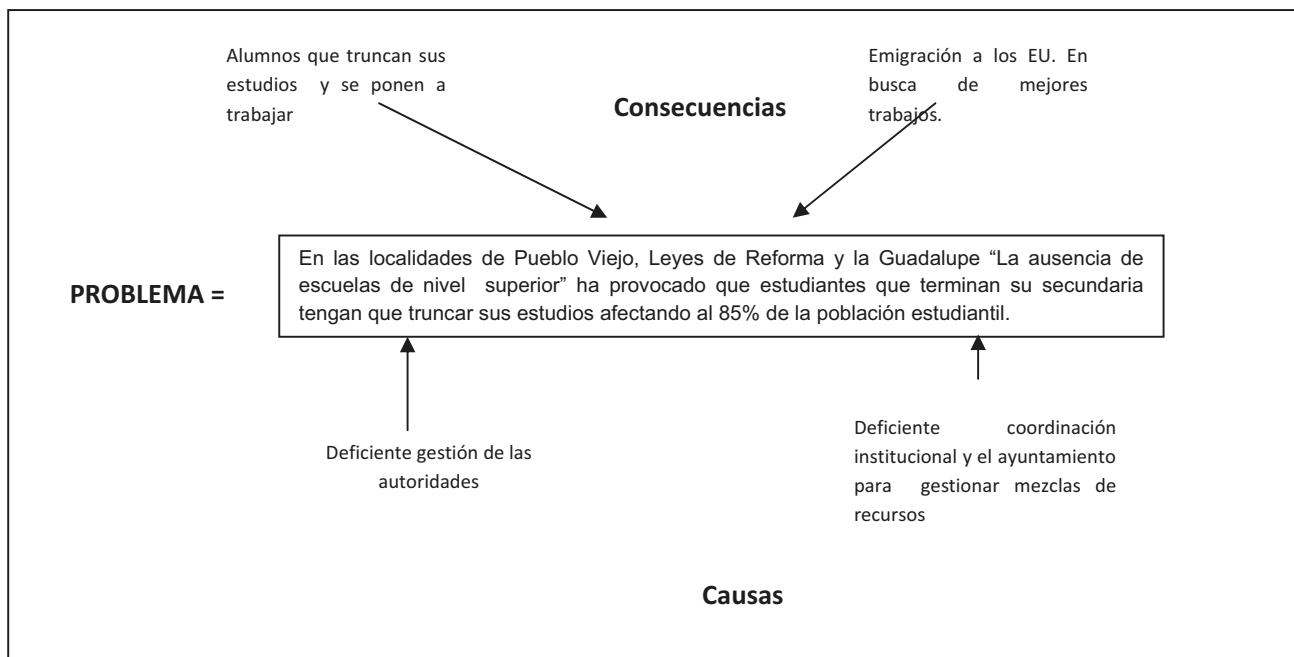 Alumnos que truncan sus
estudios y se ponen a
trabajar
Emigración a los EU. En
busca de mejores
trabajos.
Consecuencias
PROBLEMA =
En las localidades de Pueblo Viejo, Leyes de Reforma y la Guadalupe “La ausencia de
escuelas de nivel superior” ha provocado que estudiantes que terminan su secundaria
tengan que truncar sus estudios afectando al 85% de la población estudiantil.
Deficiente gestión de las
autoridades
Deficiente coordinación
institucional y el ayuntamiento
para gestionar mezclas de
recursos
Causas